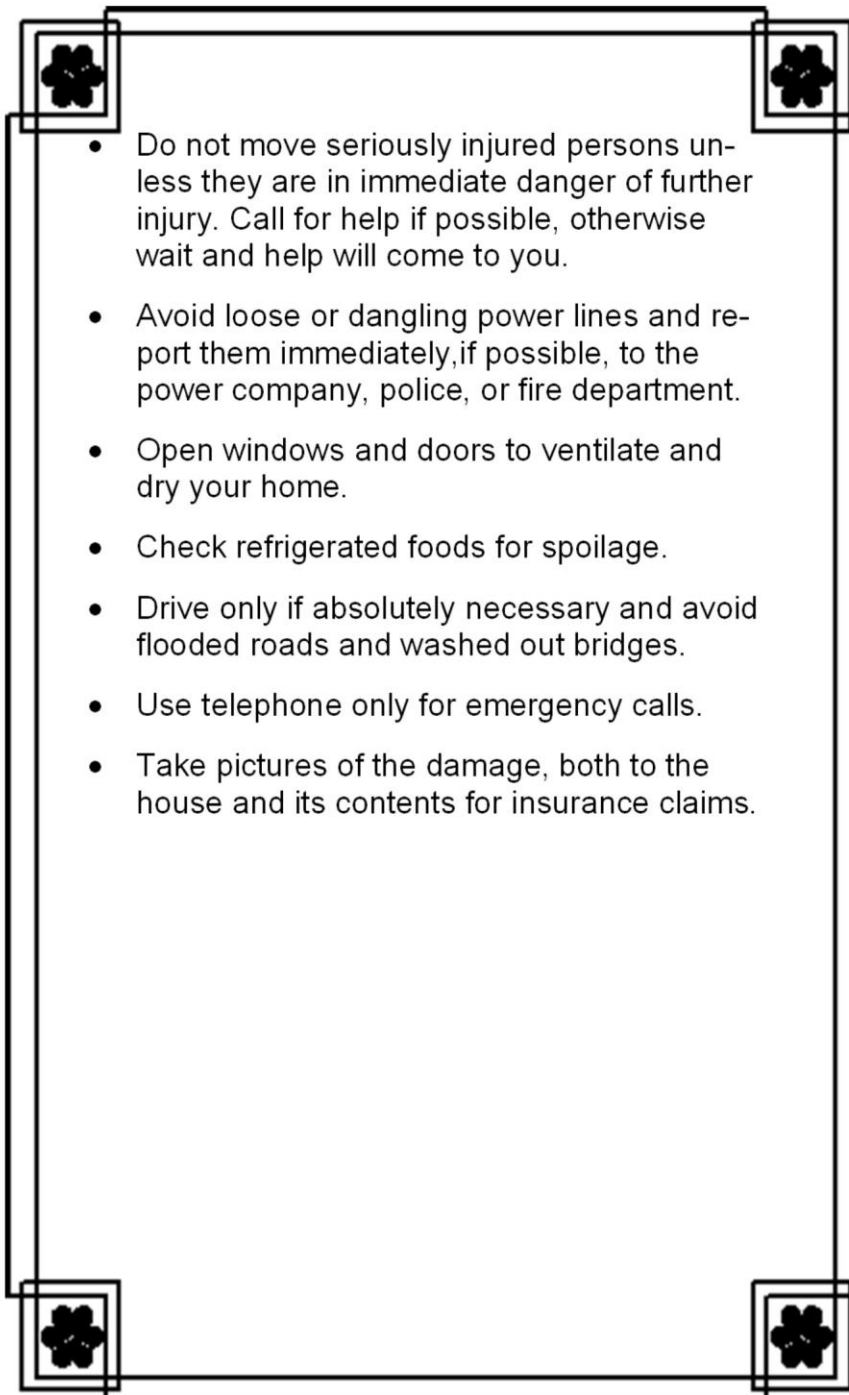 • Do not move seriously injured persons un-
less they are in immediate danger of further
injury. Call for help if possible, otherwise
wait and help will come to you.
• Avoid loose or dangling power lines and re-
port them immediately,if possible, to the
power company, police, or fire department.
• Open windows and doors to ventilate and
dry your home.
• Check refrigerated foods for spoilage.
• Drive only if absolutely necessary and avoid
flooded roads and washed out bridges.
• Use telephone only for emergency calls.
• Take pictures of the damage, both to the
house and its contents for insurance claims.